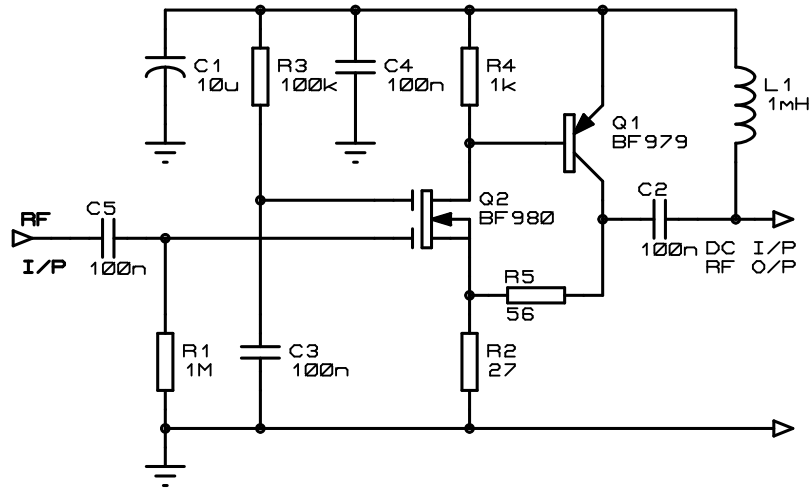 C1
10u
R3
100k
C4
100n
R4
1k
L1
1mH
Q1
BF979
Q2
BF980
C5
100n
RF
I/P
C2
100n
DC I/P
RF O/P
R5
56
R1
1M
C3
100n
R2
27